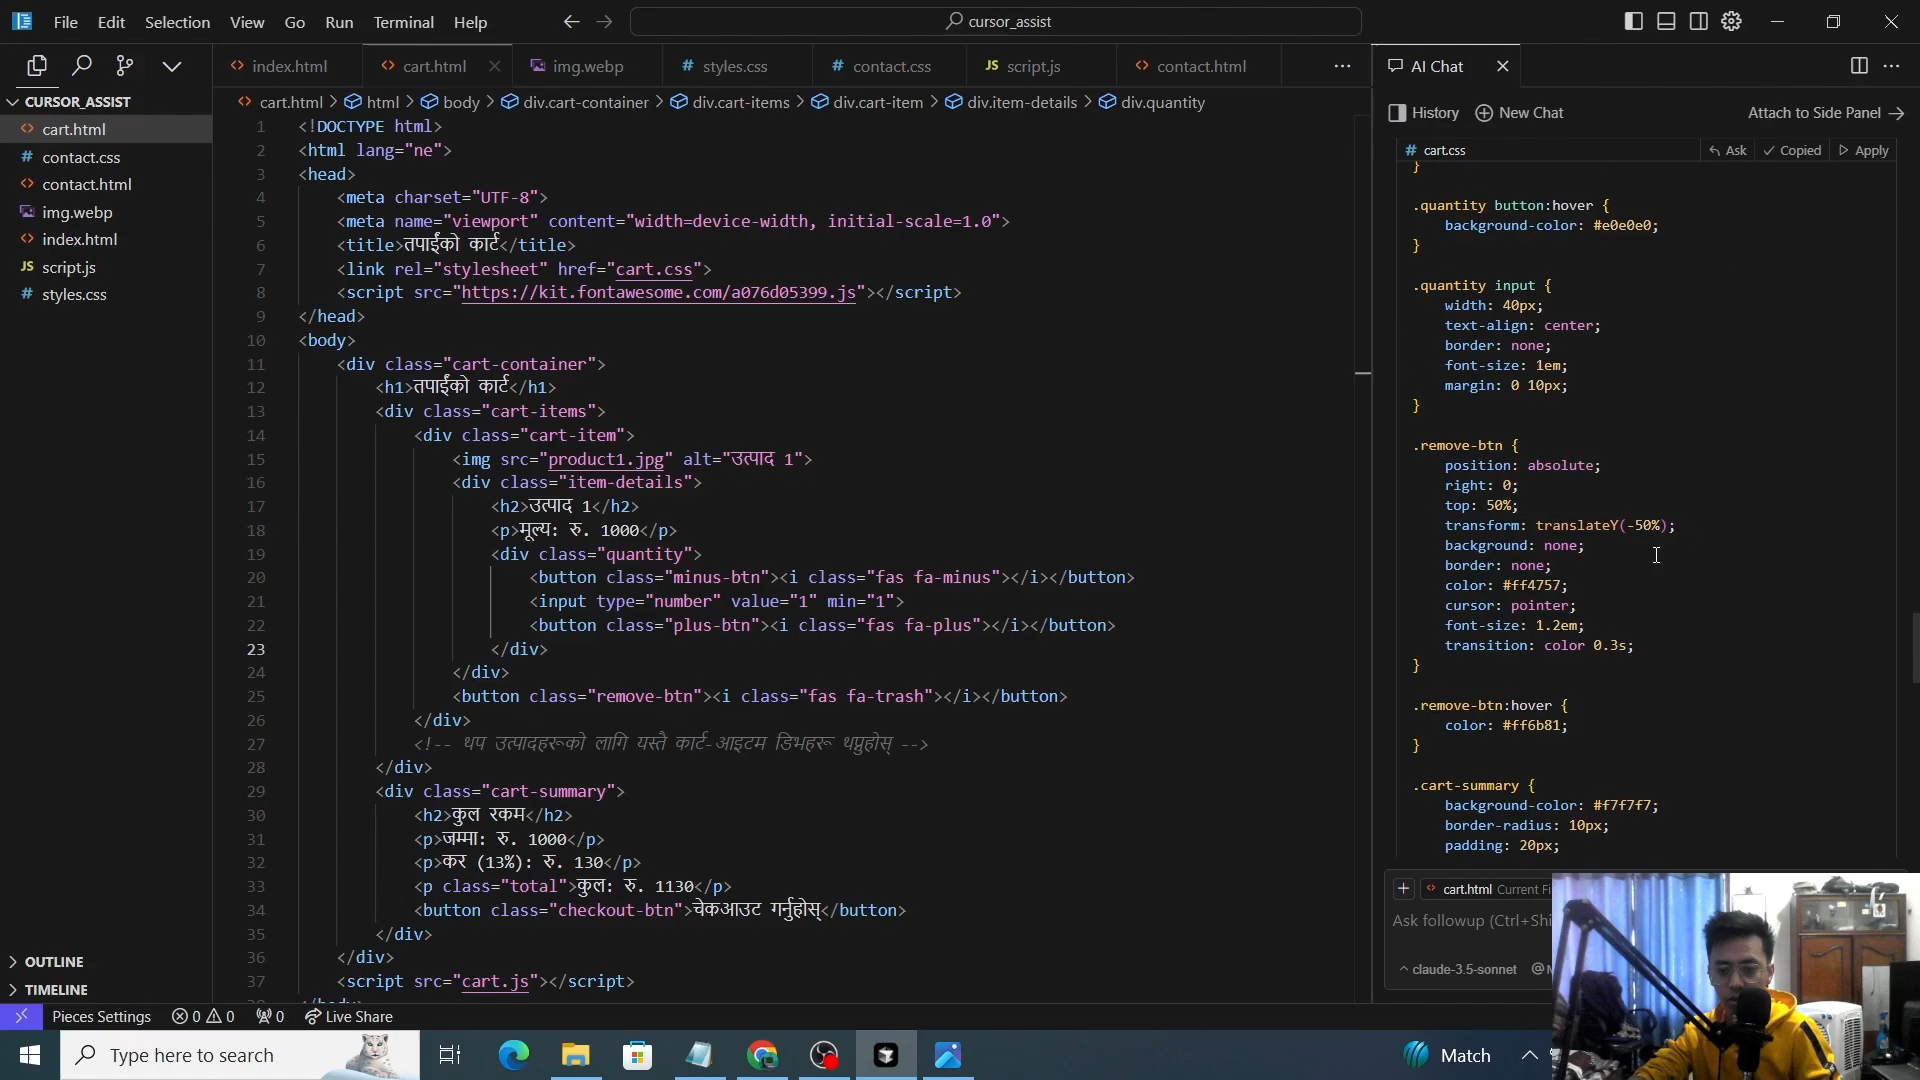 File Edit Selection View Go Run Terminal Help
cursor_assist
index.html
cart.html
img.webp
styles.css
contact.css
JS script.js
contact.html
AI Chat
cart.html > html > body > div.cart-container > div.cart-items > div.cart-item > div.item-details > div.quantity
CURSOR_ASSIST
cart.html
contact.css
contact.html
img.webp
index.html
JS script.js
styles.css
OUTLINE
TIMELINE
1 <!DOCTYPE html>
2 <html lang="ne">
3 <head>
4 <meta charset="UTF-8">
5 <meta name="viewport" content="width=device-width, initial-scale=1.0">
6 <title>तपाईंको कार्ट</title>
7 <link rel="stylesheet" href="cart.css">
8 <script src="https://kit.fontawesome.com/a076d05399.js"></script>
9 </head>
10 <body>
11 <div class="cart-container">
12 <h1>तपाईंको कार्ट</h1>
13 <div class="cart-items">
14 <div class="cart-item">
15 <img src="product1.jpg" alt="उत्पाद 1">
16 <div class="item-details">
17 <h2>उत्पाद 1</h2>
18 <p>मूल्य: रु. 1000</p>
19 <div class="quantity">
20 <button class="minus-btn"><i class="fas fa-minus"></i></button>
21 <input type="number" value="1" min="1">
22 <button class="plus-btn"><i class="fas fa-plus"></i></button>
23 </div>
24 </div>
25 <button class="remove-btn"><i class="fas fa-trash"></i></button>
26 </div>
27 <!-- थप उत्पादहरूको लागि यस्तै कार्ट-आइटम डिभहरू थप्नुहोस् -->
28 </div>
29 <div class="cart-summary">
30 <h2>कुल रकम</h2>
31 <p>जम्मा: रु. 1000</p>
32 <p>कर (13%): रु. 130</p>
33 <p class="total">कुल: रु. 1130</p>
34 <button class="checkout-btn">चेकआउट गर्नुहोस्</button>
35 </div>
36 </div>
37 <script src="cart.js"></script>
History New Chat Attach to Side Panel
# cart.css Ask Copied Apply
}
.quantity button:hover {
background-color: #e0e0e0;
}
.quantity input {
width: 40px;
text-align: center;
border: none;
font-size: 1em;
margin: 0 10px;
}
.remove-btn {
position: absolute;
right: 0;
top: 50%;
transform: translateY(-50%);
background: none;
border: none;
color: #ff4757;
cursor: pointer;
font-size: 1.2em;
transition: color 0.3s;
}
.remove-btn:hover {
color: #ff6b81;
}
.cart-summary {
background-color: #f7f7f7;
border-radius: 10px;
padding: 20px;
cart.html Current Fi
Ask followup (Ctrl+Shi
claude-3.5-sonnet @M
Pieces Settings 0 0 0 Live Share
Type here to search
Match